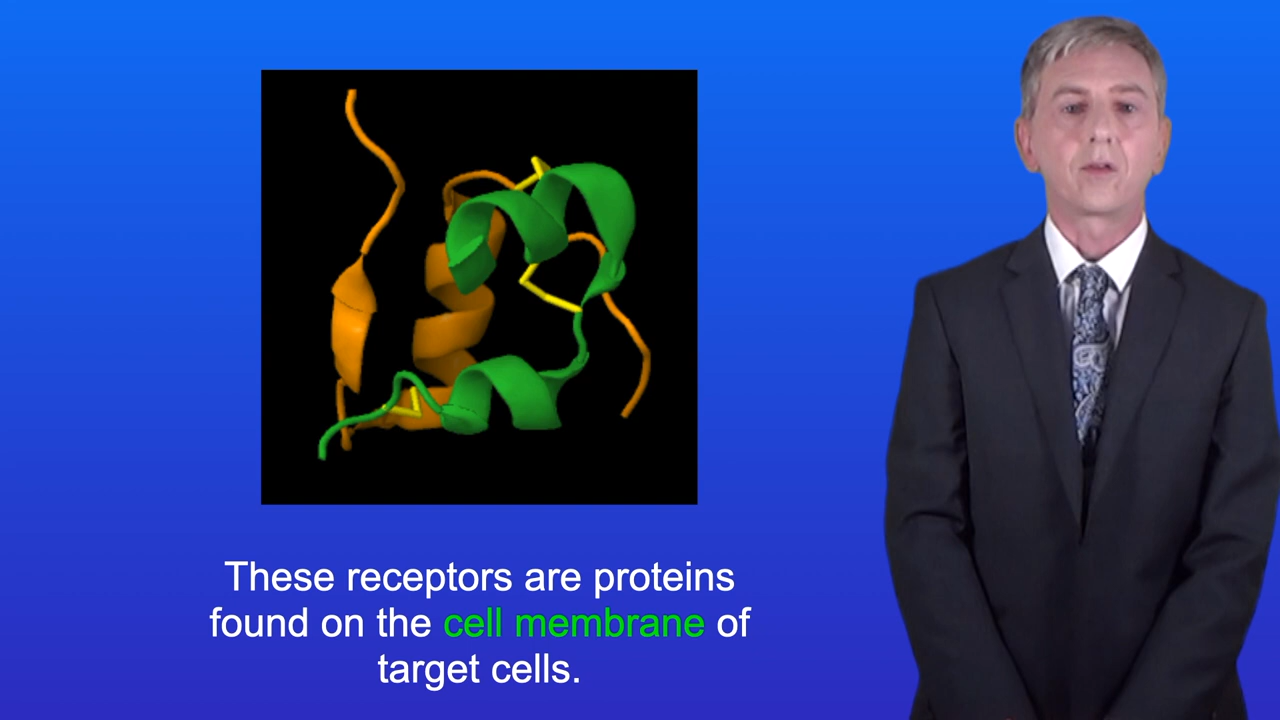 These receptors are proteins
found on the cell membrane of
target cells.